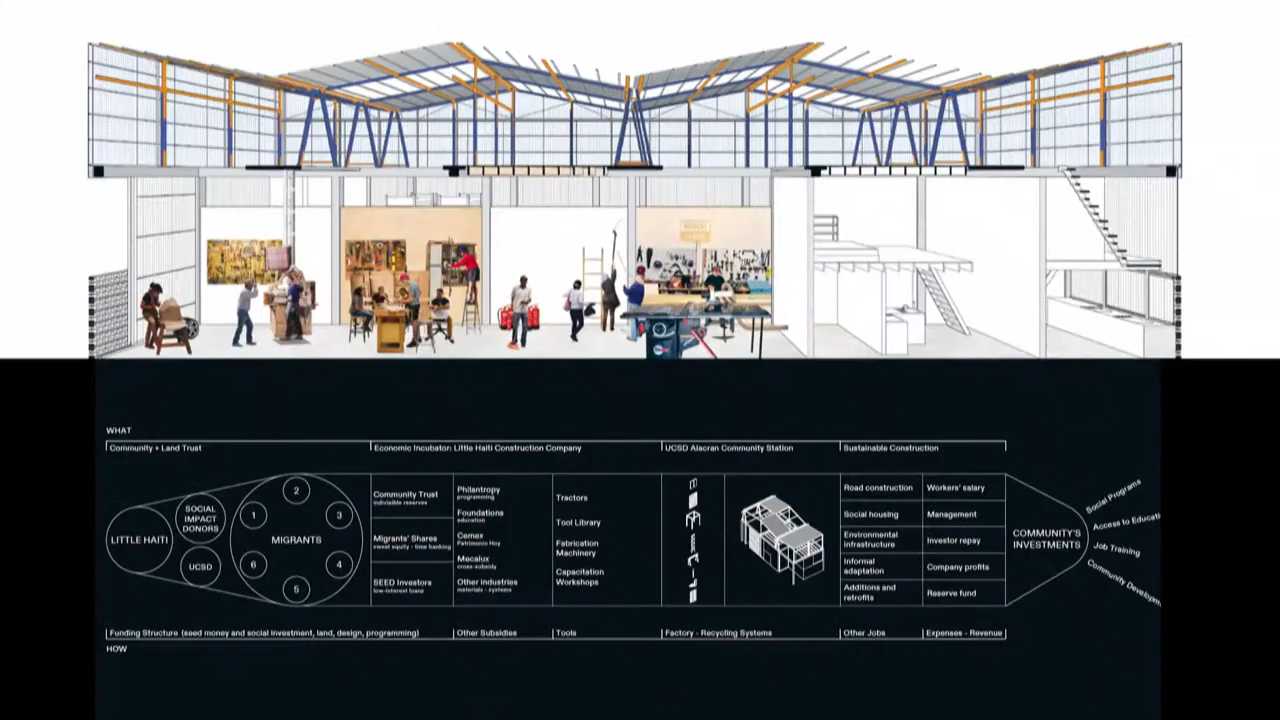 WHAT
Community + Land Trust
Economic Incubator: Little Haiti Construction Company
UCSD Alacran Community Station
Sustainable Construction
LITTLE HAITI
SOCIAL
IMPACT
DONORS
UCSD
MIGRANTS
1
2
3
4
5
6
Community Trust
indivisible reserves
Migrants' Shares
sweat equity - time banking
SEED Investors
low-interest loans
Philantropy
programming
Foundations
education
Cemex
Patrimonio Hoy
Mecalux
cross-subsidy
Other industries
materials - systems
Tractors
Tool Library
Fabrication
Machinery
Capacitation
Workshops
Road construction
Social housing
Environmental
infrastructure
Informal
adaptation
Additions and
retrofits
Workers' salary
Management
Investor repay
Company profits
Reserve fund
COMMUNITY'S
INVESTMENTS
Social Programs
Access to Educati
Job Training
Community Developm
Funding Structure (seed money and social investment, land, design, programming)
Other Subsidies
Tools
Factory - Recycling Systems
Other Jobs
Expenses - Revenue
HOW